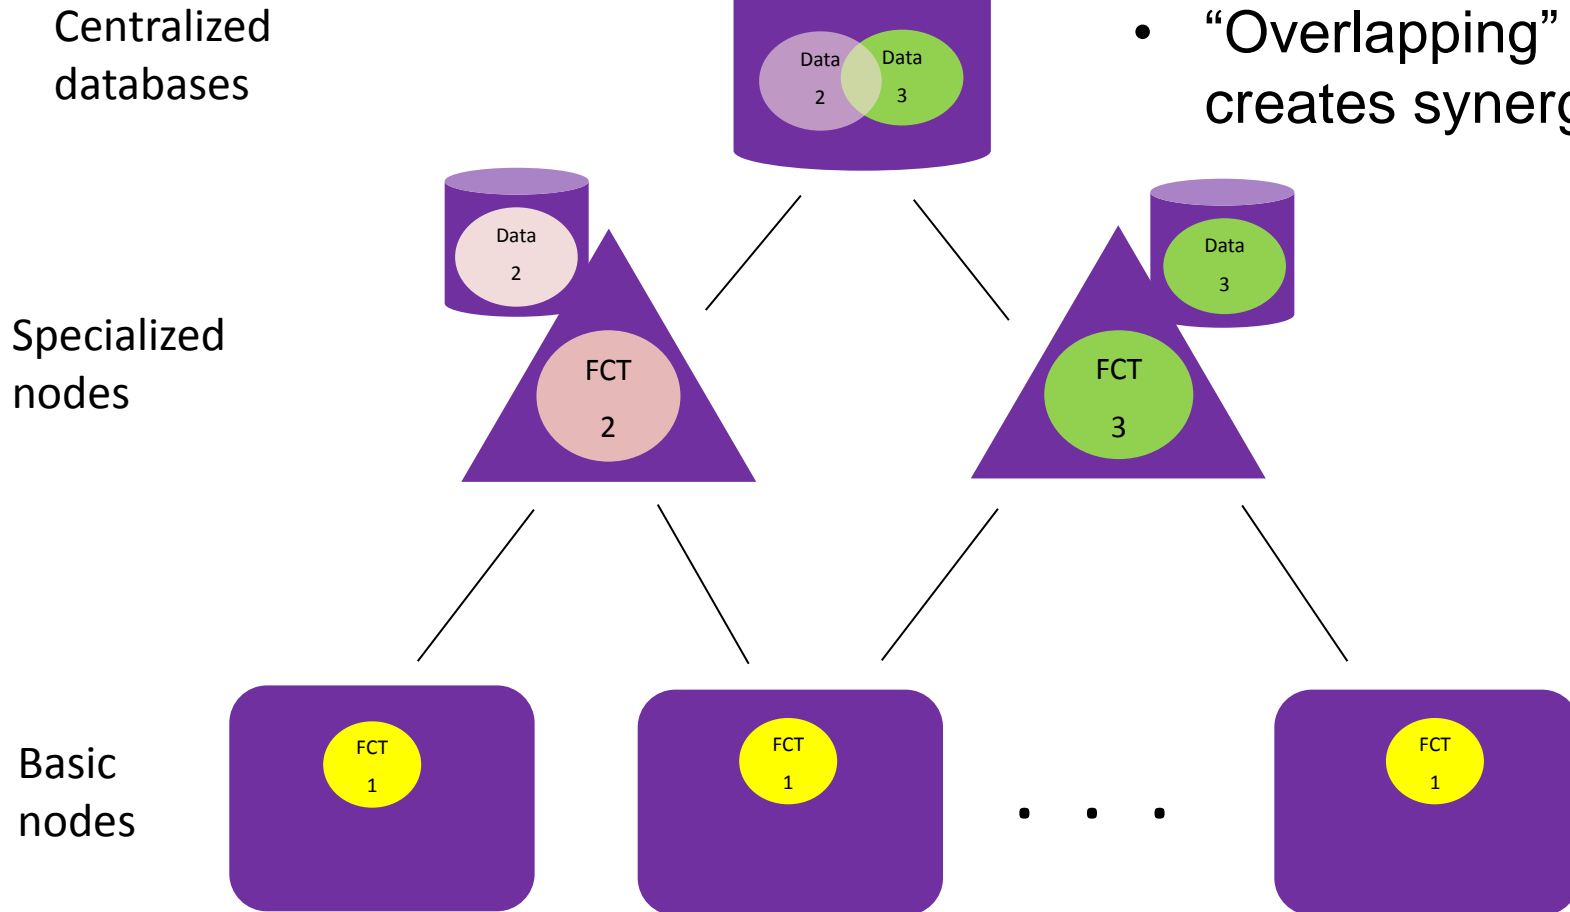 Centralized
databases
Data
2
Data
3
• “Overlapping”
creates
Data
2
Data
3
Specialized
nodes
FCT
2
FCT
3
Basic
nodes
FCT
1
FCT
1
. . .
FCT
1